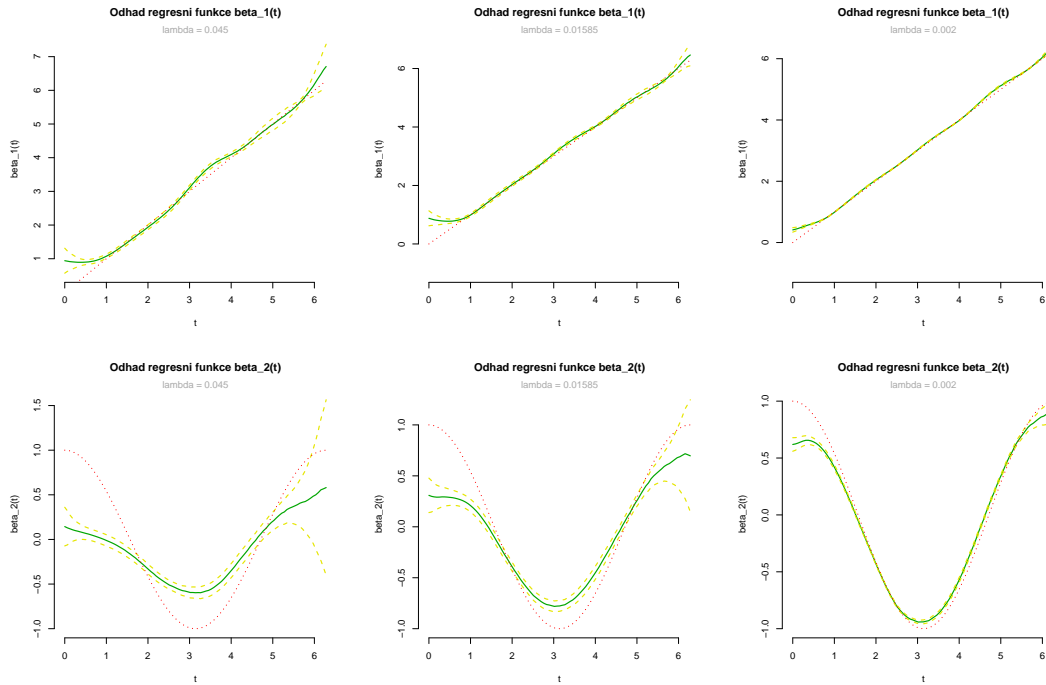 Odhad regresni funkce beta_1(t)
lambda = 0.045
beta_1(t)
1 2 3 4 5 6 7
0 1 2 3 4 5 6
t
Odhad regresni funkce beta_1(t)
lambda = 0.01585
beta_1(t)
0 2 4 6
0 1 2 3 4 5 6
t
Odhad regresni funkce beta_1(t)
lambda = 0.002
beta_1(t)
0 2 4 6
0 1 2 3 4 5 6
t
Odhad regresni funkce beta_2(t)
lambda = 0.045
beta_2(t)
−1.0 −0.5 0.0 0.5 1.0 1.5
0 1 2 3 4 5 6
t
Odhad regresni funkce beta_2(t)
lambda = 0.01585
beta_2(t)
−1.0 −0.5 0.0 0.5 1.0
0 1 2 3 4 5 6
t
Odhad regresni funkce beta_2(t)
lambda = 0.002
beta_2(t)
−1.0 −0.5 0.0 0.5 1.0
0 1 2 3 4 5 6
t